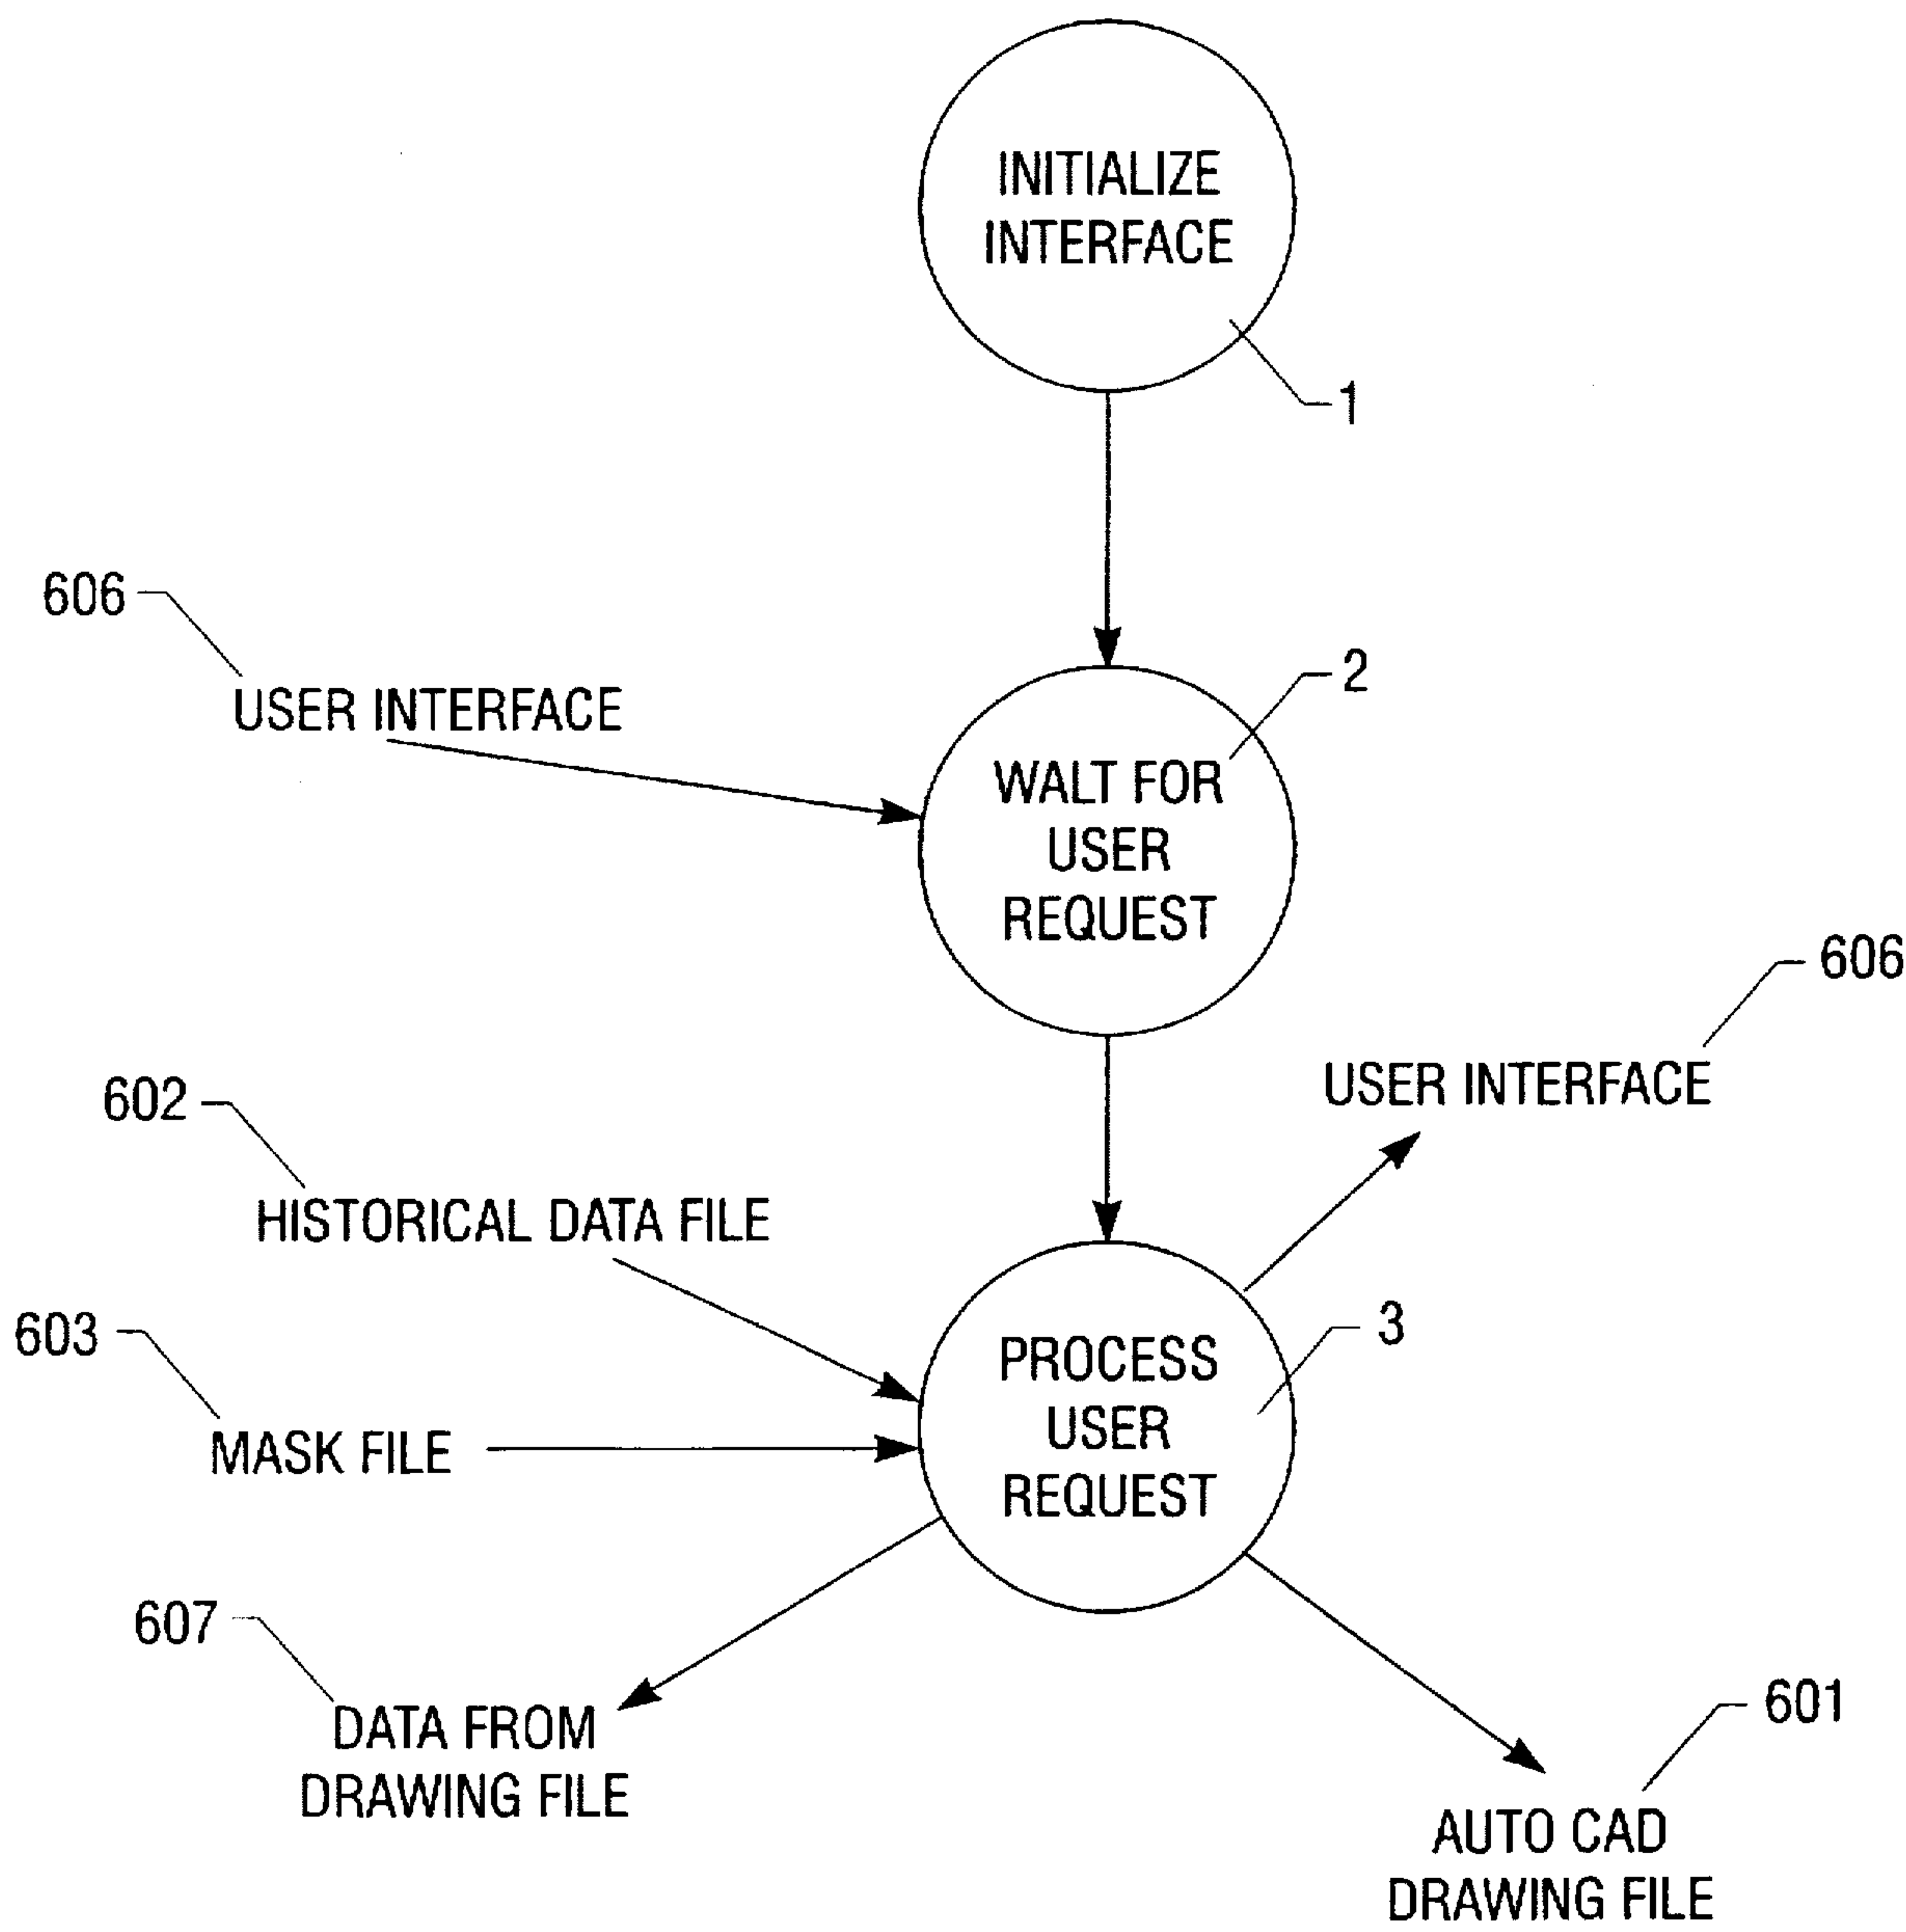 INITIALIZE
INTERFACE
1
606
USER INTERFACE
2
WALT FOR
USER
REQUEST
606
USER INTERFACE
602
HISTORICAL DATA FILE
603
MASK FILE
3
PROCESS
USER
REQUEST
607
DATA FROM
DRAWING FILE
601
AUTO CAD
DRAWING FILE